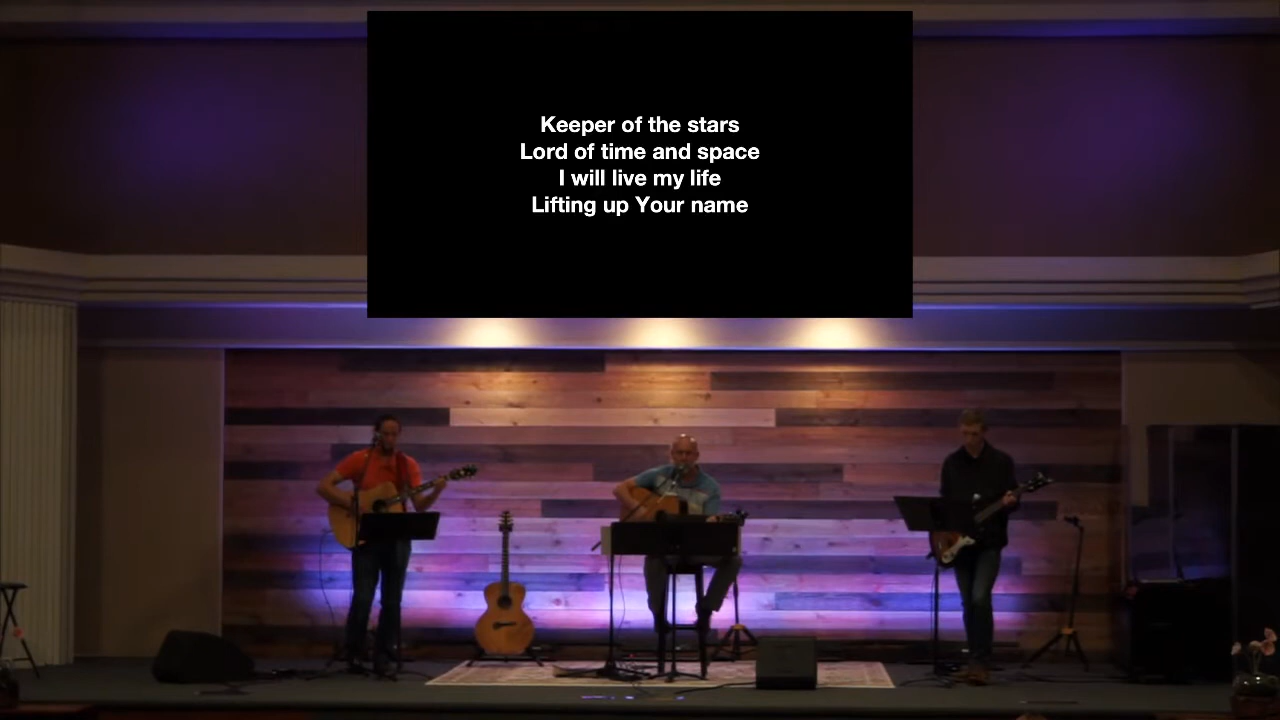 Keeper of the stars
Lord of time and space
I will live my life
Lifting up Your name